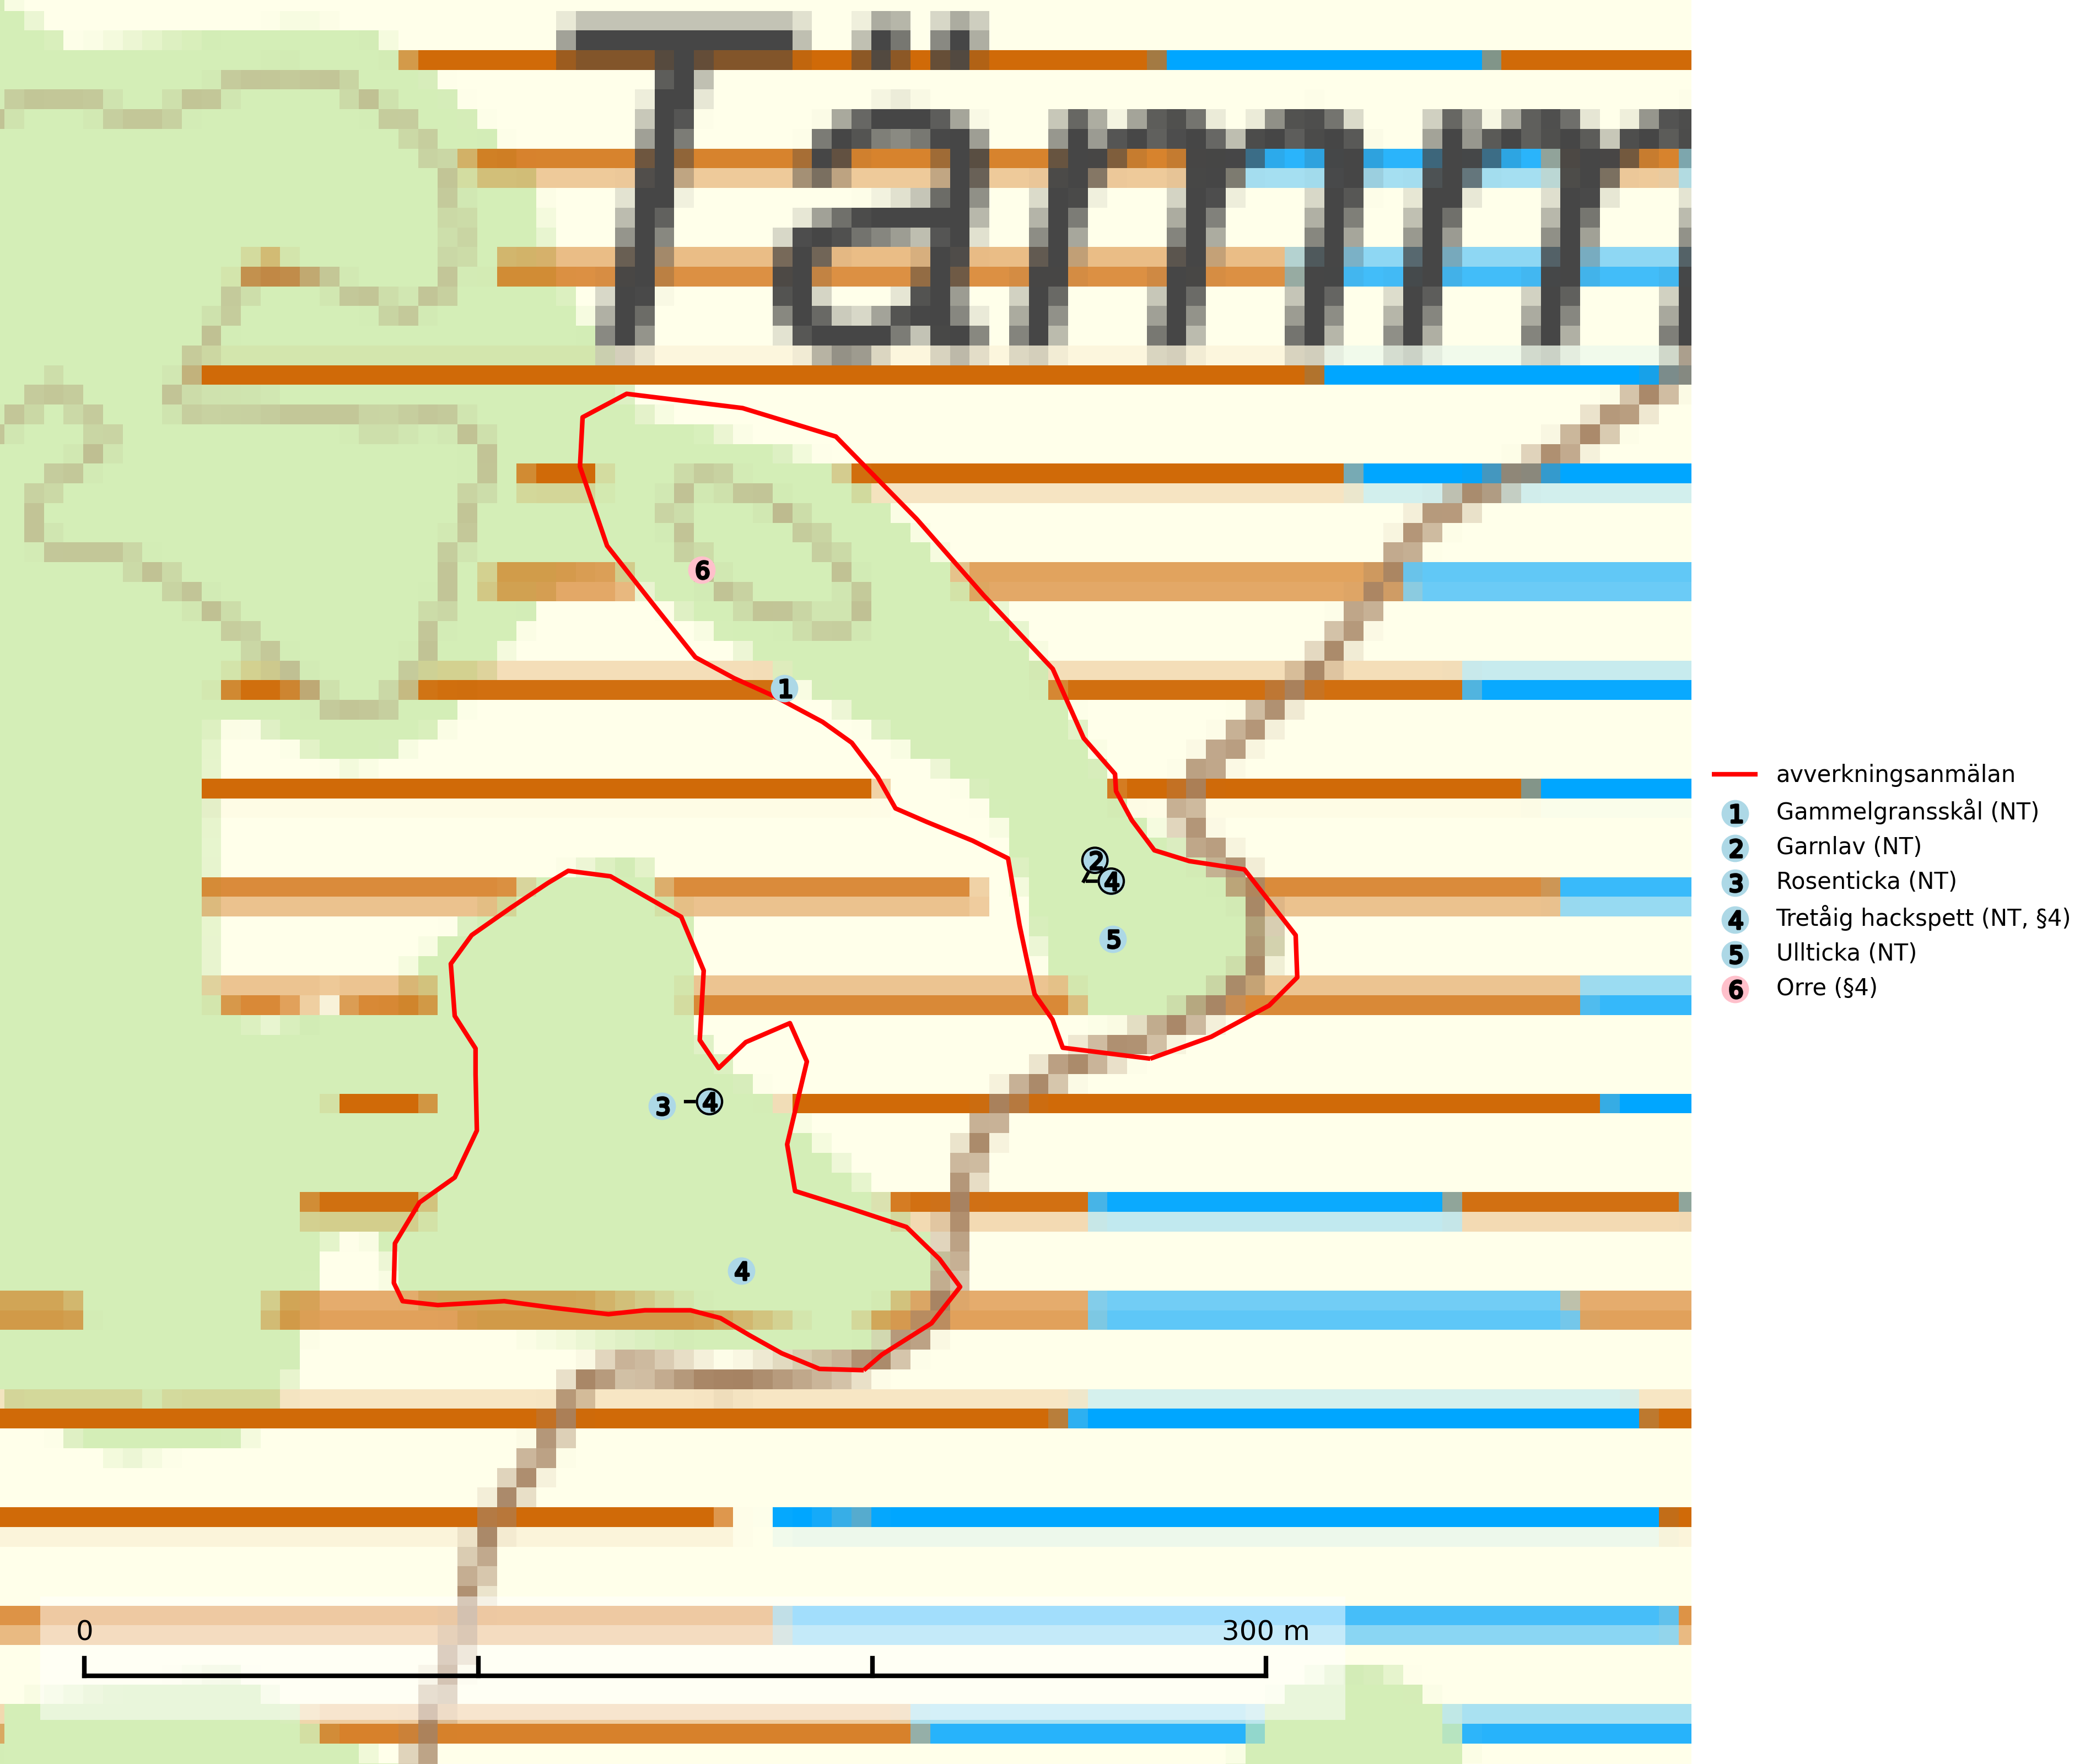 Tämm
6
1
2
4
5
3 4
4
avverkningsanmälan
1 Gammelgransskål (NT)
2 Garnlav (NT)
3 Rosenticka (NT)
4 Tretåig hackspett (NT, §4)
5 Ullticka (NT)
6 Orre (§4)
0 300 m